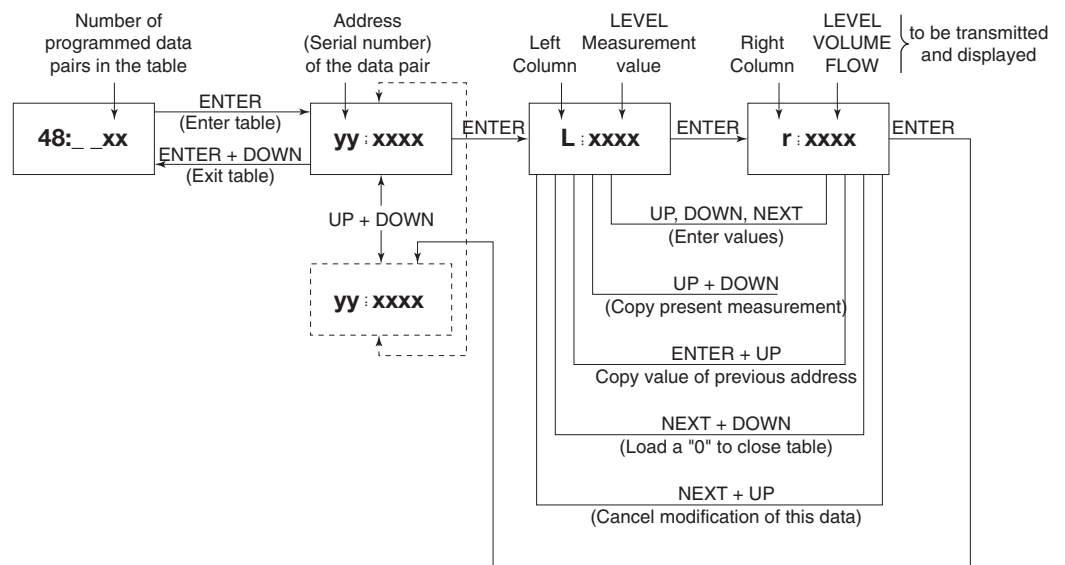 Number of
programmed data
pairs in the table
Address
(Serial number)
of the data pair
Left
Column
LEVEL
Measurement
value
Right
Column
LEVEL
VOLUME
FLOW
to be transmitted
and displayed
48:_ _xx
ENTER
(Enter table)
ENTER + DOWN
(Exit table)
yy : xxxx
ENTER
L : xxxx
ENTER
r : xxxx
ENTER
UP + DOWN
yy : xxxx
UP, DOWN, NEXT
(Enter values)
UP + DOWN
(Copy present measurement)
ENTER + UP
Copy value of previous address
NEXT + DOWN
(Load a "0" to close table)
NEXT + UP
(Cancel modification of this data)